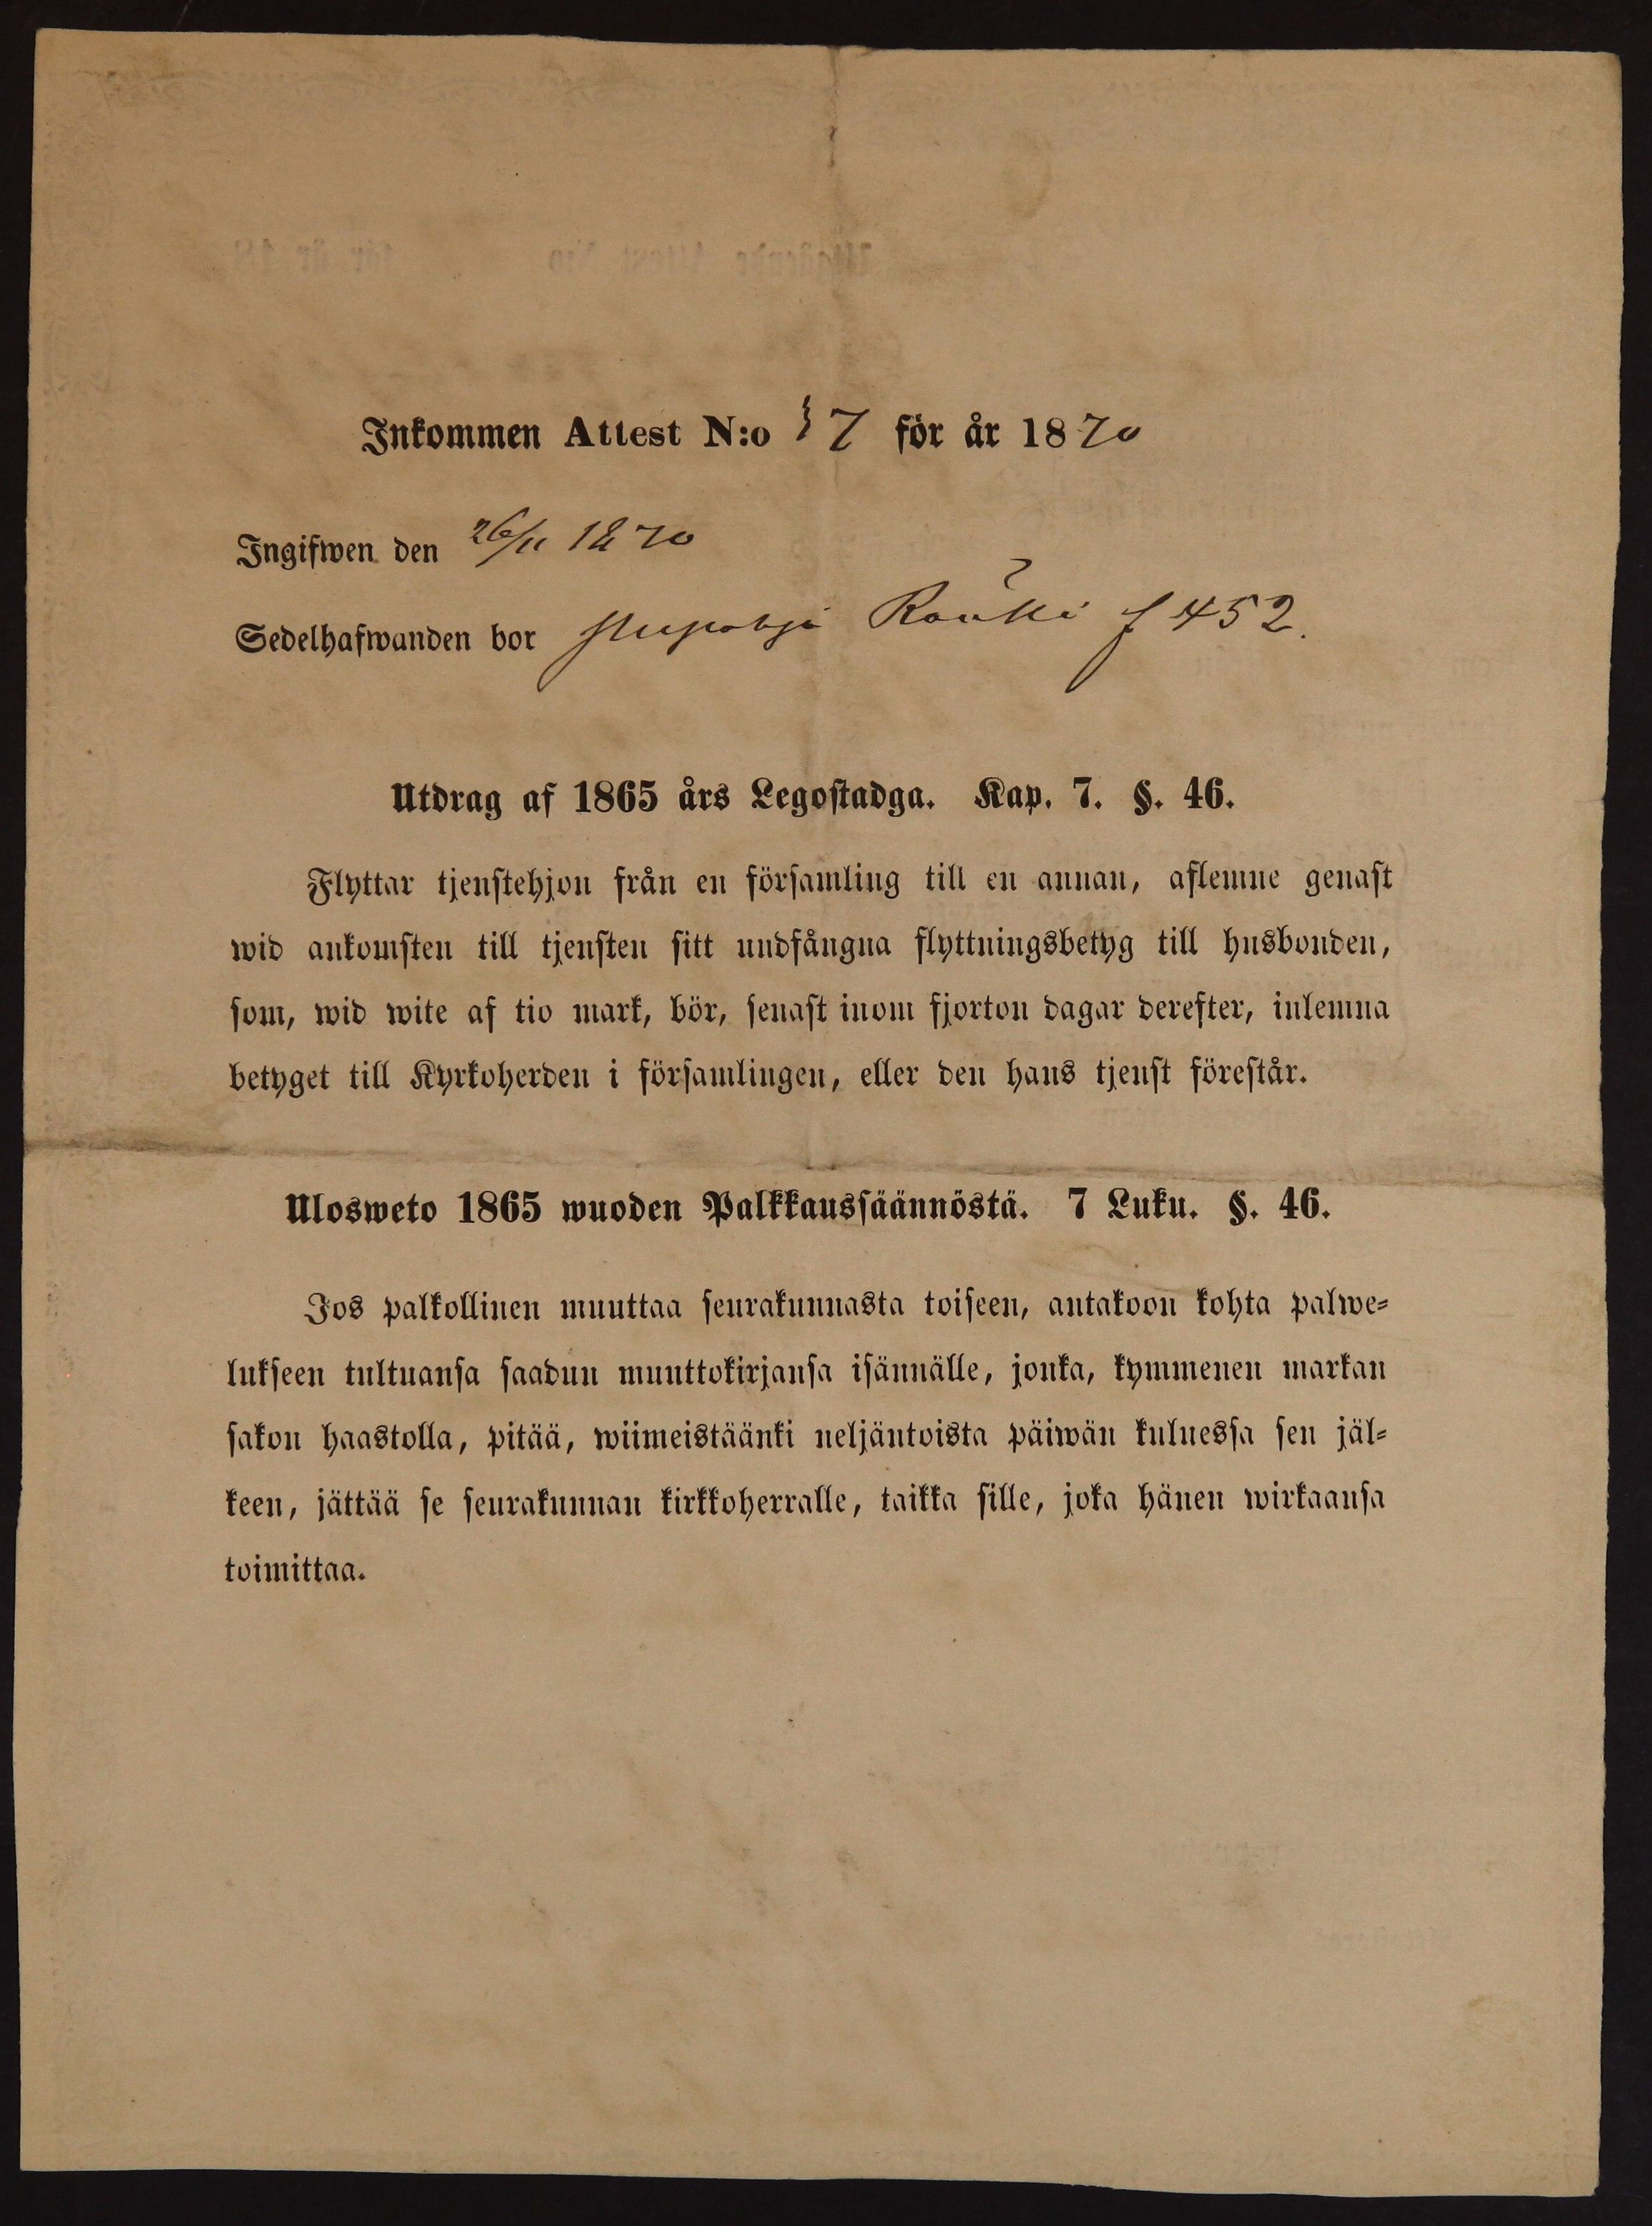 Inkommen Attest N:o 7 för år 1870
Ingifwen den 26/11 1870
Sedelhafwanden bor f 452.
Utdrag af 1865 års Legostadga. Kap. 7. §. 46.
Flyttar tjenstehjon från en församling till en annan, aflemne genast
wid ankomsten till tjensten sitt undfångna flyttningsbetyg till husbonden,
som, wid wite af tio mark, bör, senast inom fjorton dagar derefter, inlemna
betyget till Kyrkoherden i församlingen, eller den hans tjenst förestår.
Ulosweto 1865 wuoden Palkkaussäännöstä. 7 Luku. §. 46.
Jos palkollinen muuttaa seurakunnasta toiseen, antakoon kohta palwe-
lukseen tultuansa saadun muuttokirjansa isännälle, jonka, kymmenen markan
sakon haastolla, pitää, wiimeistäänki neljäntoista päiwän kuluessa sen jäl-
keen, jättää se seurakunnan kirkkoherralle, taikka sille, joka hänen wirkaansa
toimittaa.